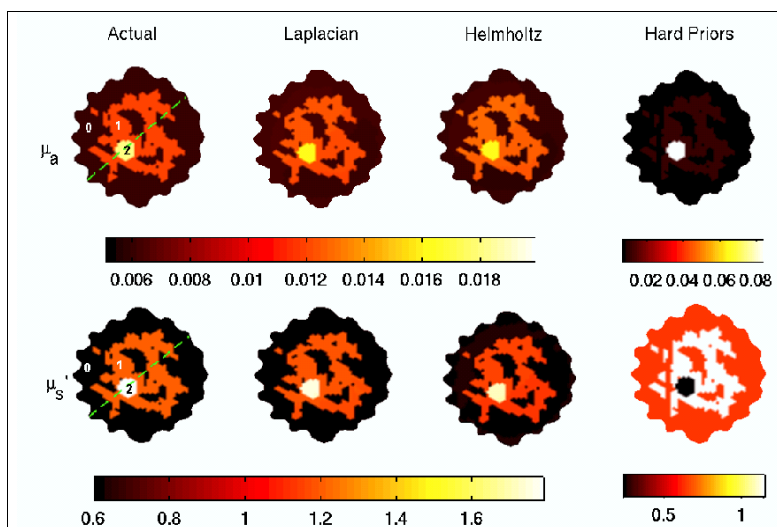 Actual Laplacian Helmholtz Hard Priors
0 1 2
μa
0.006 0.008 0.01 0.012 0.014 0.016 0.018
0.02 0.04 0.06 0.08
0 1 2
μs'
0.6 0.8 1 1.2 1.4 1.6
0.5 1